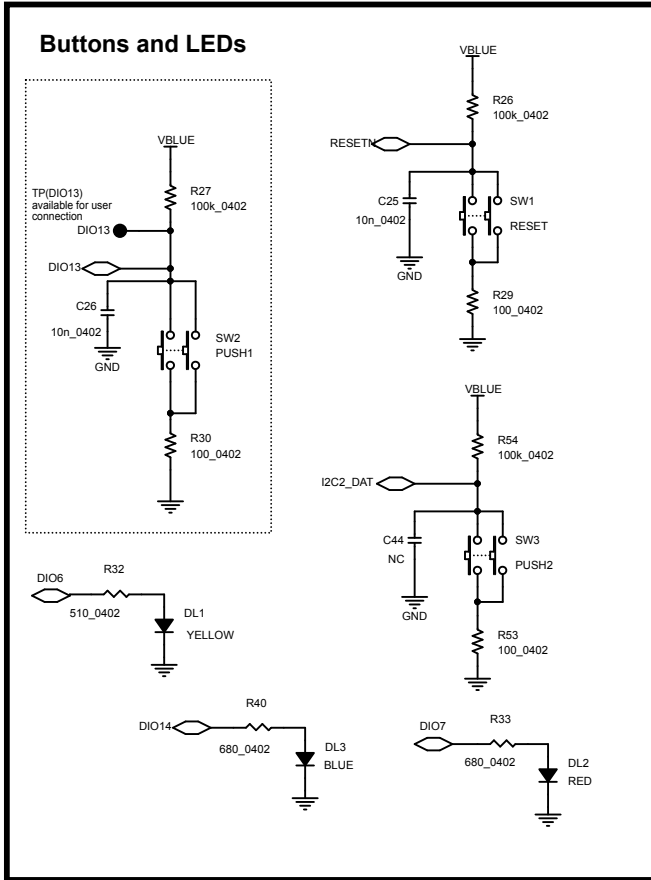 Buttons and LEDs
VBLUE
R27
100k_0402
TP(DIO13)
available for user
connection
DIO13
DIO13
C26
10n_0402
GND
SW2
PUSH1
R30
100_0402
VBLUE
R26
100k_0402
RESETN
C25
10n_0402
GND
SW1
RESET
R29
100_0402
VBLUE
R54
100k_0402
I2C2_DAT
C44
NC
GND
SW3
PUSH2
R53
100_0402
DIO6
R32
510_0402
DL1
YELLOW
DIO14
R40
680_0402
DL3
BLUE
DIO7
R33
680_0402
DL2
RED